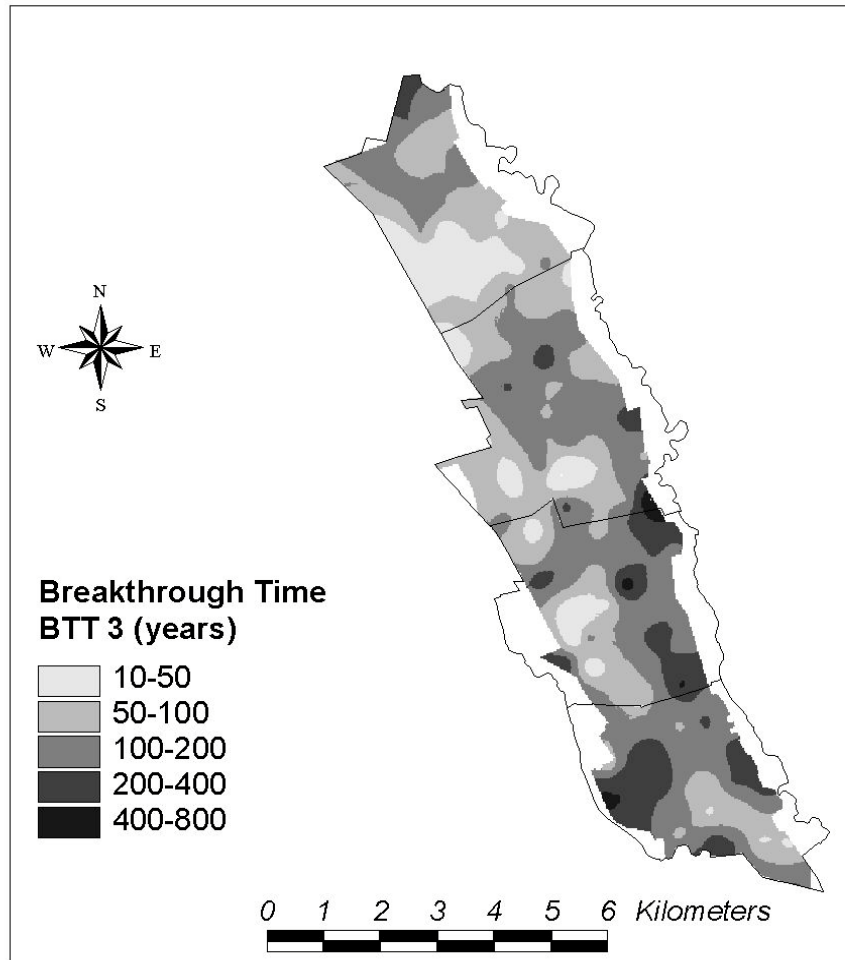 N
W E
S
Breakthrough Time
BTT 3 (years)
10-50
50-100
100-200
200-400
400-800
0 1 2 3 4 5 6 Kilometers